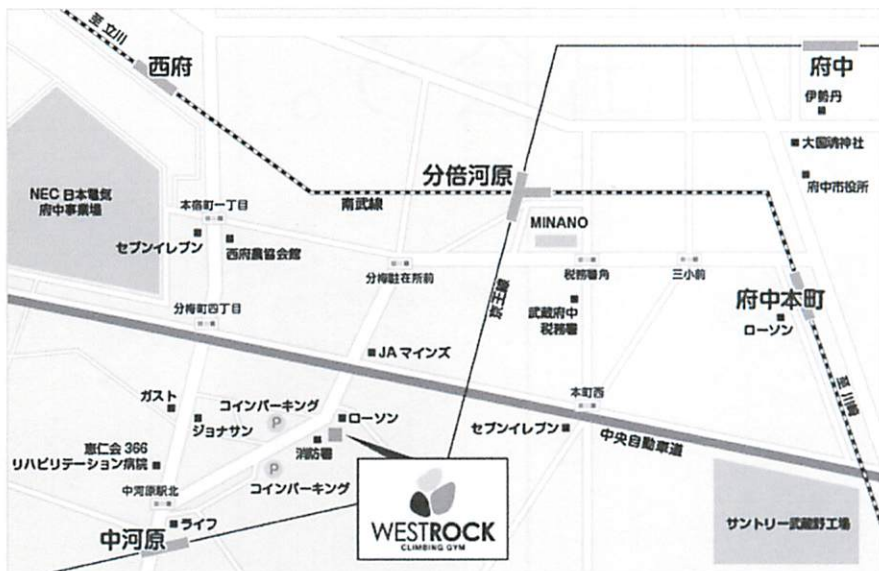 至 立川
西府
府中
伊勢丹
大国魂神社
府中市役所
分倍河原
NEC 日本電気
府中事業場
本宿町一丁目
南武線
MINANO
セブンイレブン
西府農協会館
分梅駐在所前
税務署角
三小前
京王線
分梅町四丁目
武蔵府中
税務署
府中本町
ローソン
JAマインズ
至 川崎
ガスト
コインパーキング
P
ジョナサン
ローソン
本町西
セブンイレブン
中央自動車道
恵仁会 366
リハビリテーション病院
消防署
P
コインパーキング
中河原駅北
ライフ
中河原
WESTROCK
CLIMBING GYM
サントリー武蔵野工場